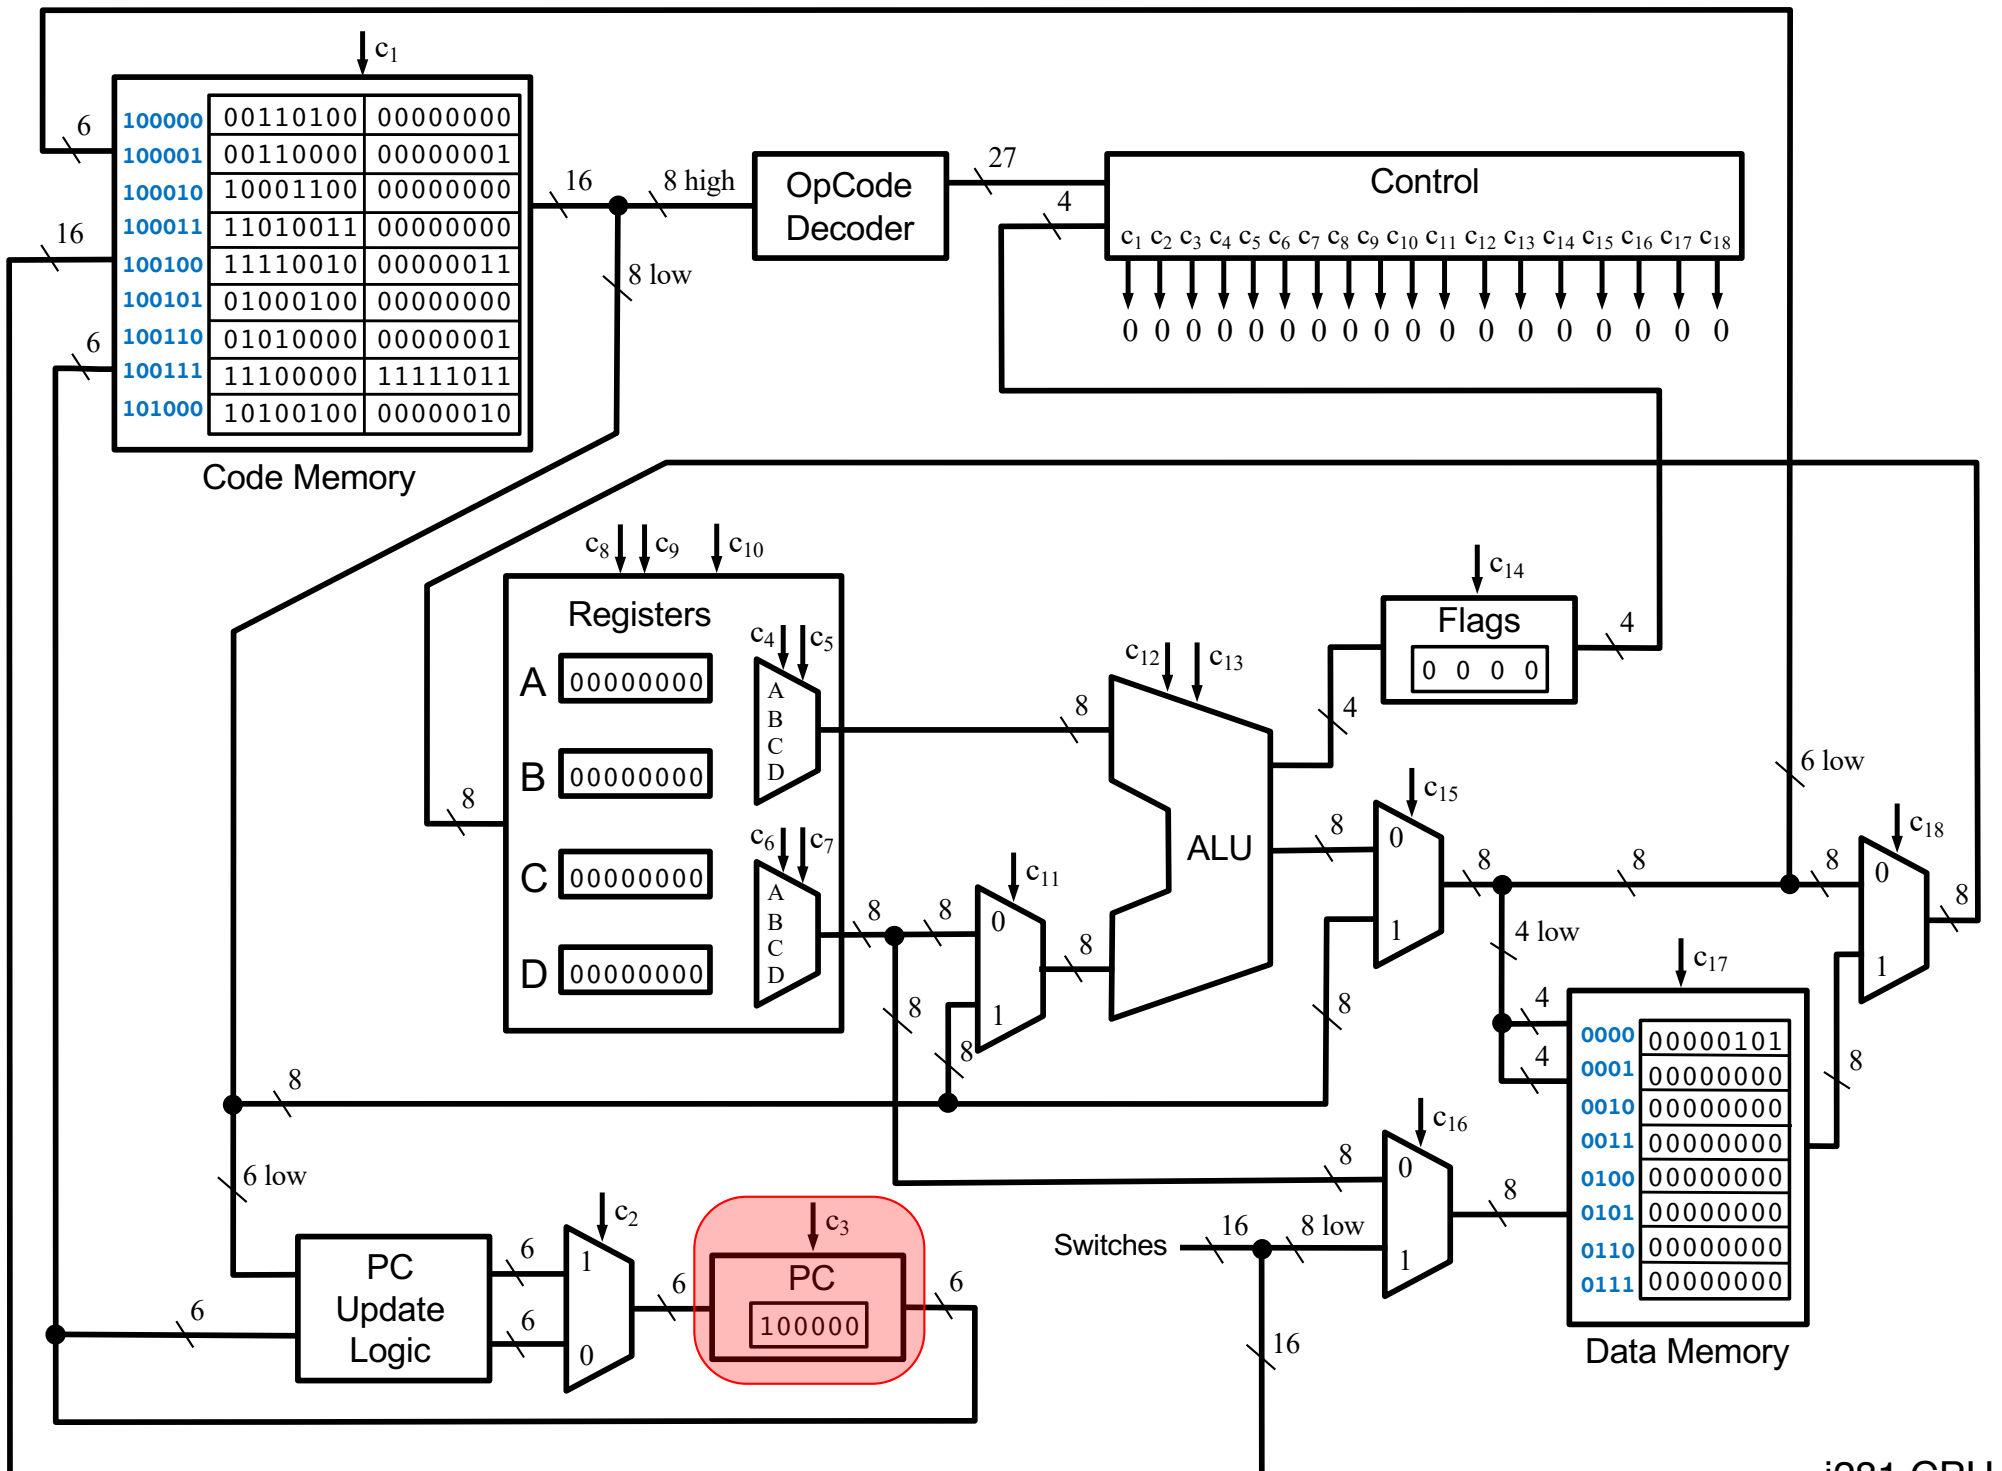 c1
100000 00110100 00000000
100001 00110000 00000001
100010 10001100 00000000
100011 11010011 00000000
100100 11110010 00000011
100101 01000100 00000000
100110 01010000 00000001
100111 11100000 11111011
101000 10100100 00000010
Code Memory
6
16
6
16
8 high
8 low
OpCode
Decoder
27
4
Control
c1 c2 c3 c4 c5 c6 c7 c8 c9 c10 c11 c12 c13 c14 c15 c16 c17 c18
0 0 0 0 0 0 0 0 0 0 0 0 0 0 0 0 0 0
c8 c9 c10
Registers
A 00000000
B 00000000
C 00000000
D 00000000
c4 c5
A
B
C
D
c6 c7
A
B
C
D
8
8
8
8
8
c11
0
1
8
8
c12 c13
ALU
c14
Flags
0 0 0 0
4
4
8
c15
0
1
8
8
8
8
6 low
c18
0
1
8
4 low
4
4
c17
0000 00000101
0001 00000000
0010 00000000
0011 00000000
0100 00000000
0101 00000000
0110 00000000
0111 00000000
Data Memory
8
8
6 low
PC
Update
Logic
6
6
6
c2
1
0
6
c3
PC
100000
6
Switches
16
8 low
16
8
c16
0
1
8